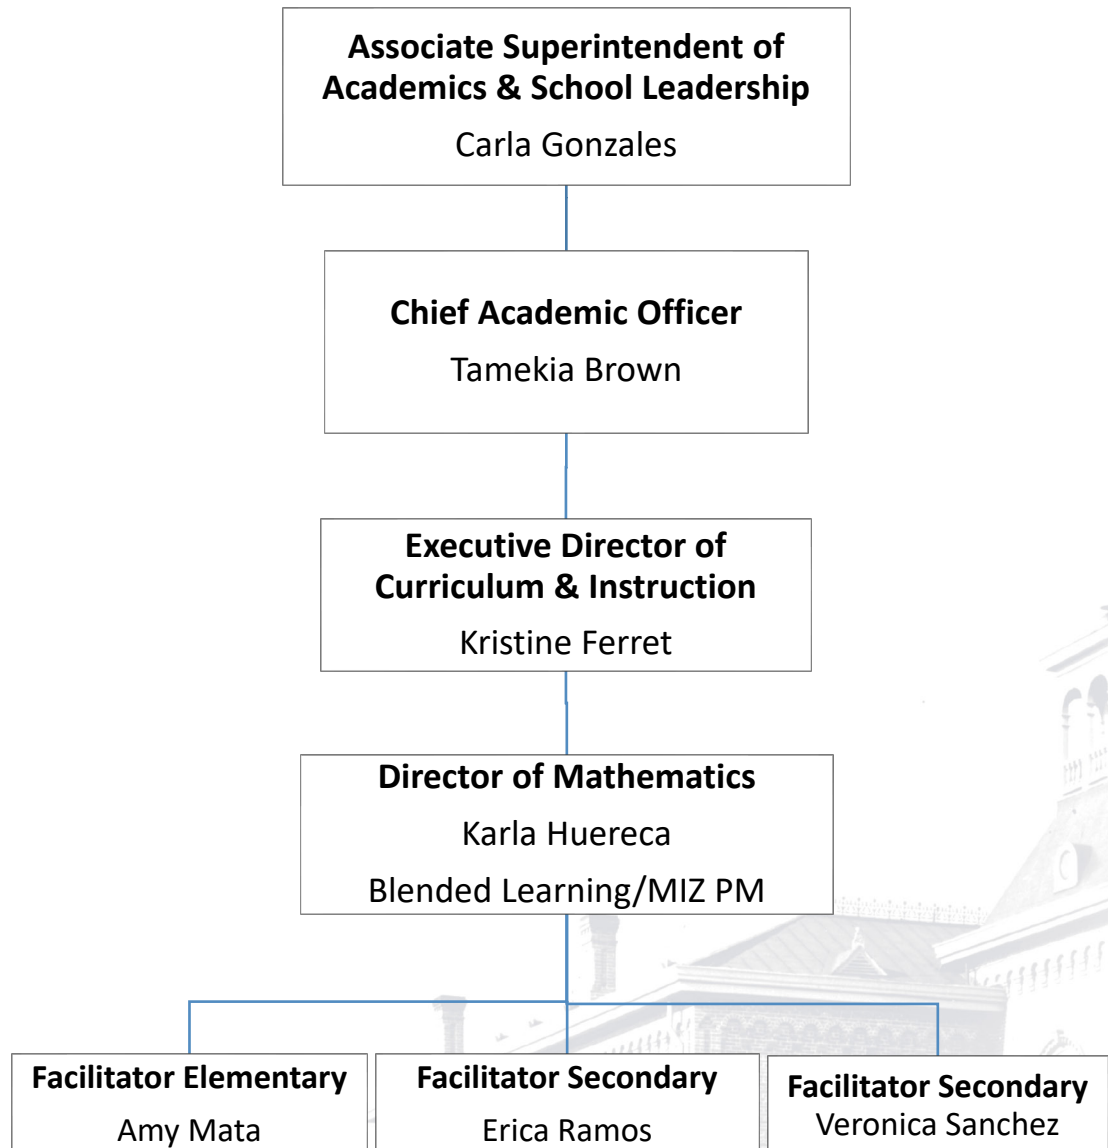 Associate Superintendent of
Academics & School Leadership
Carla Gonzales
Chief Academic Officer
Tamekia Brown
Executive Director of
Curriculum & Instruction
Kristine Ferret
Director of Mathematics
Karla Huereca
Blended Learning/MIZ PM
Facilitator Elementary
Amy Mata
Facilitator Secondary
Erica Ramos
Facilitator Secondary
Veronica Sanchez